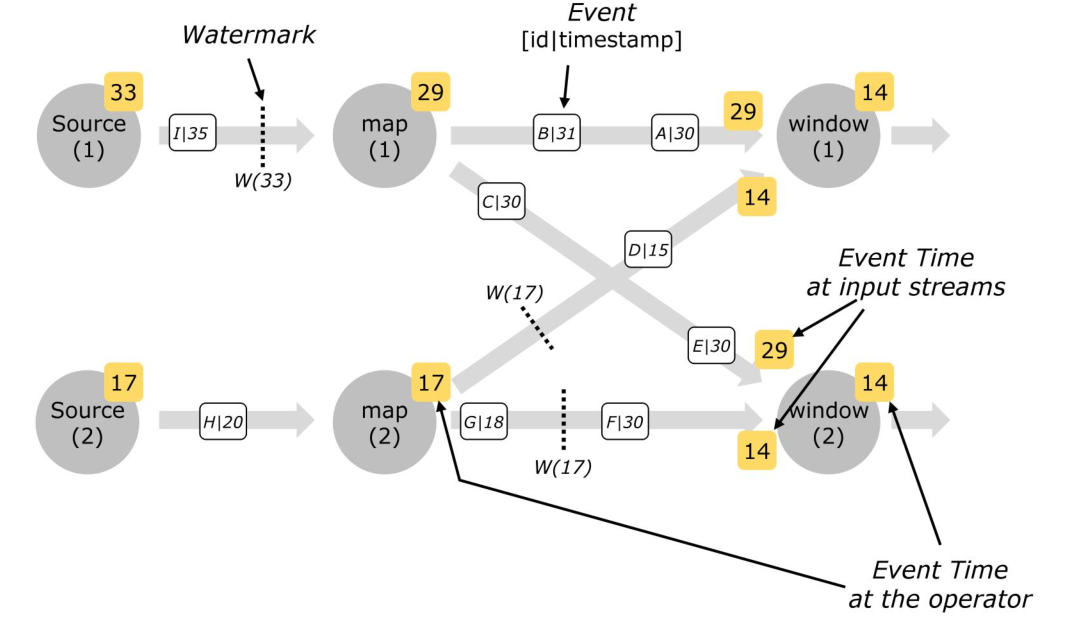 Event
Watermark
[id|timestamp]
33
29
29
14
Source
(1)
I|35
W(33)
map
(1)
B|31
A|30
window
(1)
C|30
14
D|15
Event Time
at input streams
W(17)
E|30
29
17
17
14
Source
(2)
H|20
map
(2)
G|18
F|30
W(17)
14
window
(2)
Event Time
at the operator